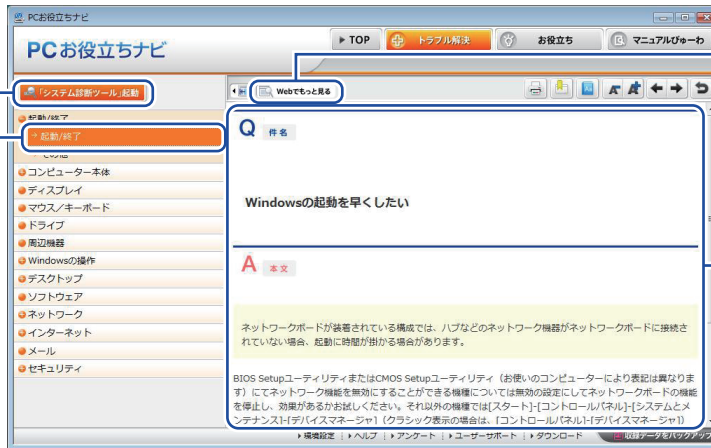 PCお役立ちナビ
PCお役立ちナビ
TOP
トラブル解決
お役立ち
マニュアルびゅーわ
「システム診断ツール」起動
Webでもっと見る
起動/終了
起動/終了
その他
コンピューター本体
ディスプレイ
マウス/キーボード
ドライブ
周辺機器
Windowsの操作
デスクトップ
ソフトウェア
ネットワーク
インターネット
メール
セキュリティ
Q 件名
Windowsの起動を早くしたい
A 本文
ネットワークボードが装着されている構成では、ハブなどのネットワーク機器がネットワークボードに接続さ
れていない場合、起動に時間が掛かる場合があります。
BIOS SetupユーティリティまたはCMOS Setupユーティリティ（お使いのコンピューターにより表記は異なりま
す）にてネットワーク機能を無効にすることができる機種については無効の設定にしてネットワークボードの機能
を停止し、効果があるかお試しください。それ以外の機種では[スタート]-[コントロールパネル]-[システムとメ
ンテナンス]-[デバイスマネージャ]（クラシック表示の場合は、[コントロールパネル]-[デバイスマネージャ]）
環境設定
ヘルプ
アンケート
ユーザーサポート
ダウンロード
収録データをバックアップ